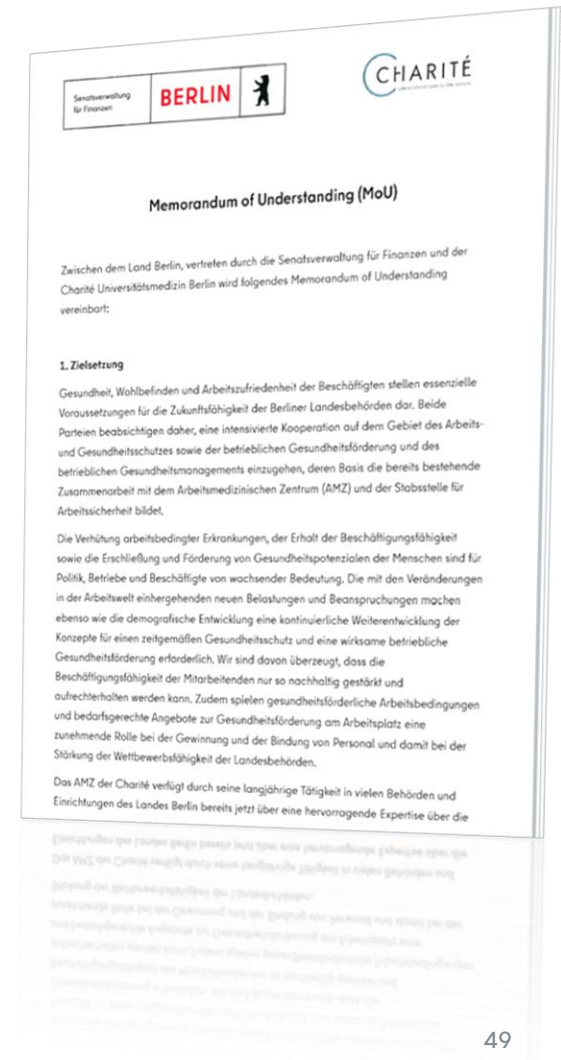 Senatsverwaltung
für Finanzen
BERLIN
CHARITÉ
Memorandum of Understanding (MoU)
Zwischen dem Land Berlin, vertreten durch die Senatsverwaltung für Finanzen und der
Charité Universitätsmedizin Berlin wird folgendes Memorandum of Understanding
vereinbart:
1. Zielsetzung
Gesundheit, Wohlbefinden und Arbeitszufriedenheit der Beschäftigten stellen essenzielle
Voraussetzungen für die Zukunftsfähigkeit der Berliner Landesbehörden dar. Beide
Parteien beabsichtigen daher, eine intensivierte Kooperation auf dem Gebiet des Arbeits-
und Gesundheitsschutzes sowie der betrieblichen Gesundheitsförderung und des
betrieblichen Gesundheitsmanagements einzugehen, deren Basis die bereits bestehende
Zusammenarbeit mit dem Arbeitsmedizinischen Zentrum (AMZ) und der Stabsstelle für
Arbeitssicherheit bildet.
Die Verhütung arbeitsbedingter Erkrankungen, der Erhalt der Beschäftigungsfähigkeit
sowie die Erschließung und Förderung von Gesundheitspotenzialen der Menschen sind für
Politik, Betriebe und Beschäftigte von wachsender Bedeutung. Die mit den Veränderungen
in der Arbeitswelt einhergehenden neuen Belastungen und Beanspruchungen machen
ebenso wie die demografische Entwicklung eine kontinuierliche Weiterentwicklung der
Konzepte für einen zeitgemäßen Gesundheitsschutz und eine wirksame betriebliche
Gesundheitsförderung erforderlich. Wir sind davon überzeugt, dass die
Beschäftigungsfähigkeit der Mitarbeitenden nur so nachhaltig gestärkt und
aufrechterhalten werden kann. Zudem spielen gesundheitsförderliche Arbeitsbedingungen
und bedarfsgerechte Angebote zur Gesundheitsförderung am Arbeitsplatz eine
zunehmende Rolle bei der Gewinnung und der Bindung von Personal und damit bei der
Stärkung der Wettbewerbsfähigkeit der Landesbehörden.
Das AMZ der Charité verfügt durch seine langjährige Tätigkeit in vielen Behörden und
Einrichtungen des Landes Berlin bereits jetzt über eine hervorragende Expertise über die
49